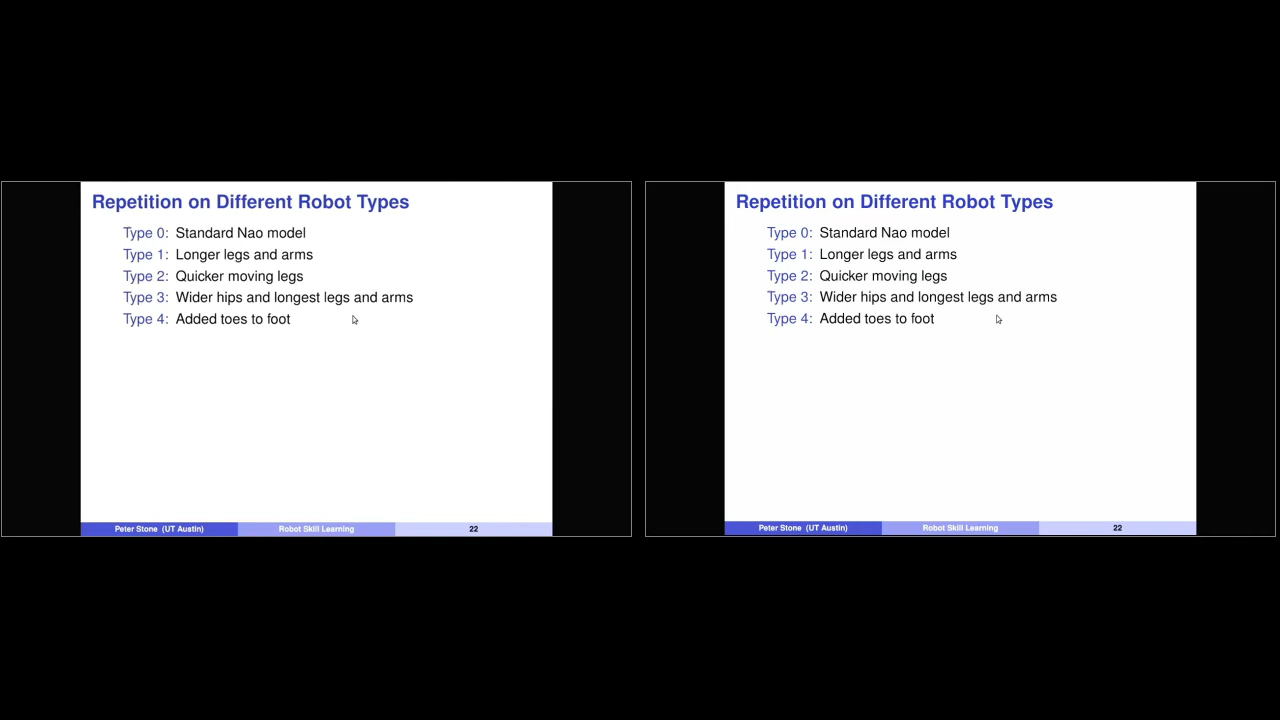 Repetition on Different Robot Types
Type 0: Standard Nao model
Type 1: Longer legs and arms
Type 2: Quicker moving legs
Type 3: Wider hips and longest legs and arms
Type 4: Added toes to foot
Peter Stone (UT Austin) Robot Skill Learning 22
Repetition on Different Robot Types
Type 0: Standard Nao model
Type 1: Longer legs and arms
Type 2: Quicker moving legs
Type 3: Wider hips and longest legs and arms
Type 4: Added toes to foot
Peter Stone (UT Austin) Robot Skill Learning 22